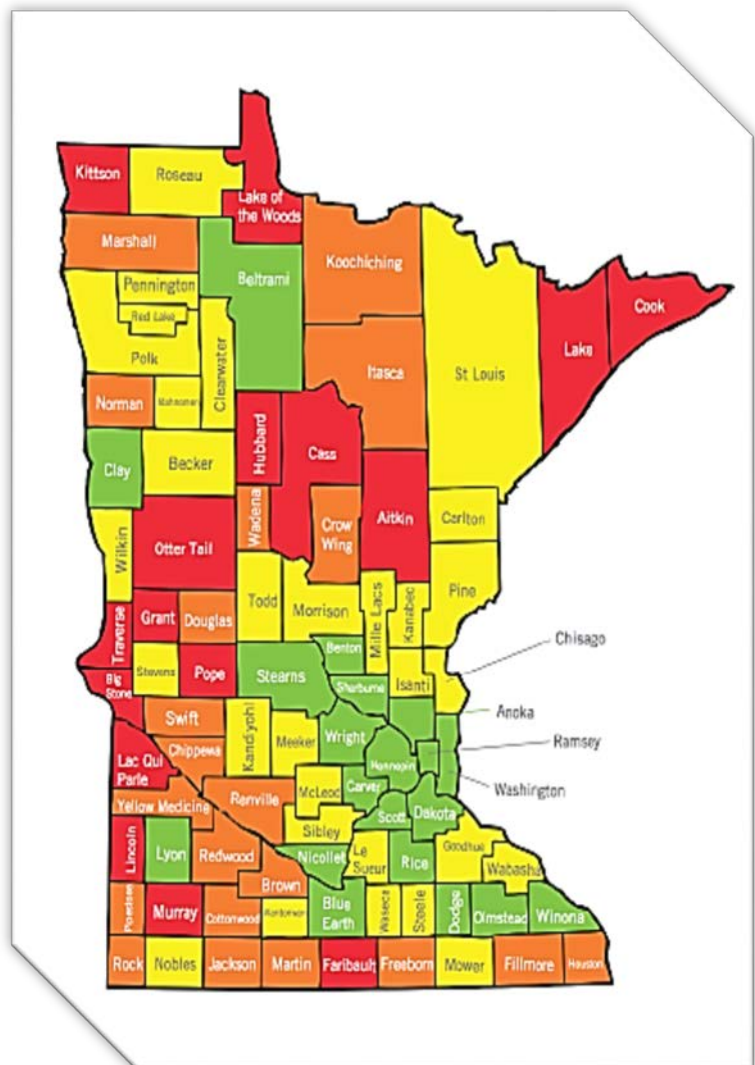 Kittson
Roseau
Lake of
the Woods
Marshall
Koochiching
Beltrami
Pennington
Red Lake
Polk
Clearwater
Cook
Lake
Itasca
St Louis
Norman
Mahnomen
Hubbard
Cass
Clay
Becker
Wadena
Crow
Wing
Aitkin
Carlton
Wilkin
Otter Tail
Todd
Morrison
Mille Lacs
Kanabec
Pine
Traverse
Grant
Douglas
Chisago
Benton
Big
Stone
Stevens
Pope
Stearns
Sherburne
Isanti
Anoka
Swift
Kandiyohi
Meeker
Wright
Ramsey
Chippewa
Hennepin
Lac Qui
Parle
Washington
McLeod
Carver
Renville
Yellow Medicine
Scott
Dakota
Sibley
Lincoln
Lyon
Redwood
Nicollet
Le
Sueur
Rice
Goodhue
Wabasha
Brown
Murray
Cottonwood
Blue
Earth
Waseca
Steele
Dodge
Olmstead
Winona
Rock
Nobles
Jackson
Martin
Faribault
Freeborn
Mower
Fillmore
Houston